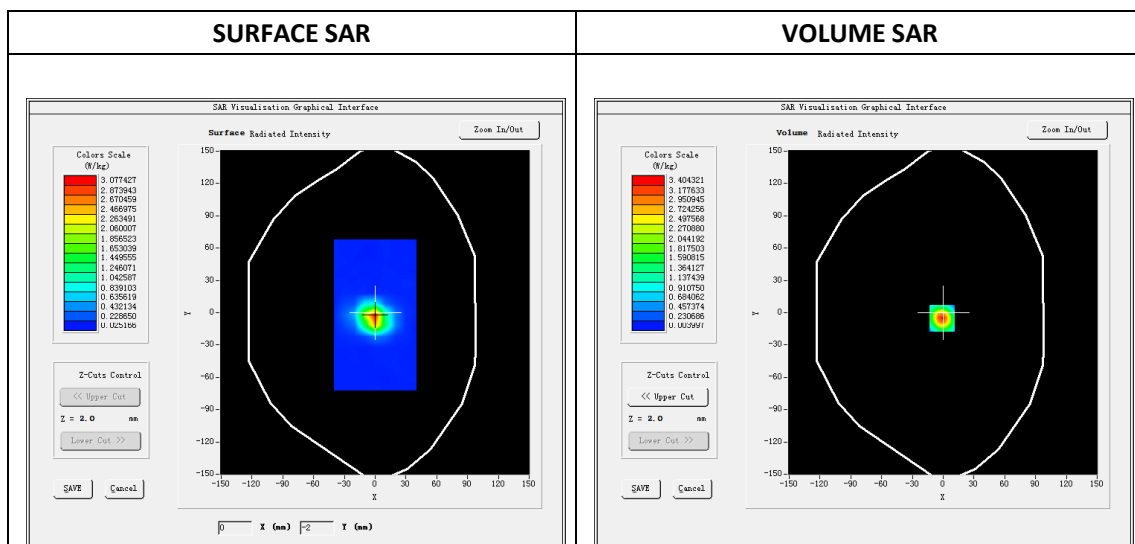 SURFACE SAR
VOLUME SAR
SAR Visualisation Graphical Interface
Surface Radiated Intensity
Zoom In/Out
Colors Scale
(W/kg)
3.077427
2.873943
2.670459
2.466975
2.263491
2.060007
1.856523
1.653039
1.449555
1.246071
1.042587
0.839103
0.635619
0.432134
0.228650
0.025166
150
120
90
60
30
0
-30
-60
-90
-120
-150
Y
-150 -120 -90 -60 -30 0 30 60 90 120 150
X
Z-Cuts Control
<< Upper Cut
Z = 2.0 mm
Lower Cut >>
SAVE Cancel
0 X (mm) -2 Y (mm)
SAR Visualisation Graphical Interface
Volume Radiated Intensity
Zoom In/Out
Colors Scale
(W/kg)
3.404321
3.177633
2.950945
2.724256
2.497568
2.270880
2.044192
1.817503
1.590815
1.364127
1.137439
0.910750
0.684062
0.457374
0.230686
0.003997
150
120
90
60
30
0
-30
-60
-90
-120
-150
Y
-150 -120 -90 -60 -30 0 30 60 90 120 150
X
Z-Cuts Control
<< Upper Cut
Z = 2.0 mm
Lower Cut >>
SAVE Cancel